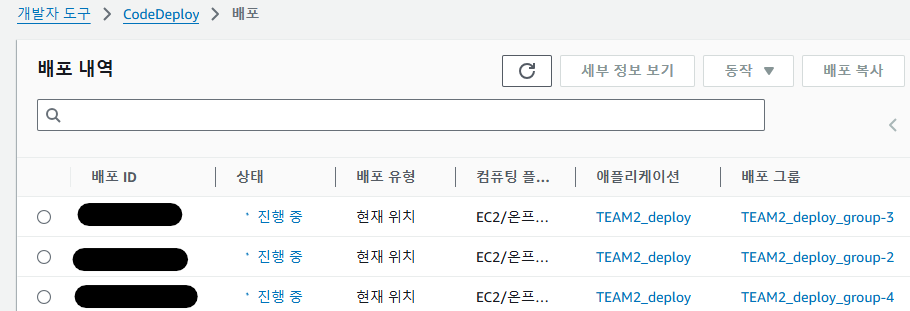 개발자 도구 > CodeDeploy > 배포
배포 내역 세부 정보 보기 동작 ▼ 배포 복사
배포 ID 상태 배포 유형 컴퓨팅 플... 애플리케이션 배포 그룹
진행 중 현재 위치 EC2/온프... TEAM2_deploy TEAM2_deploy_group-3
진행 중 현재 위치 EC2/온프... TEAM2_deploy TEAM2_deploy_group-2
진행 중 현재 위치 EC2/온프... TEAM2_deploy TEAM2_deploy_group-4